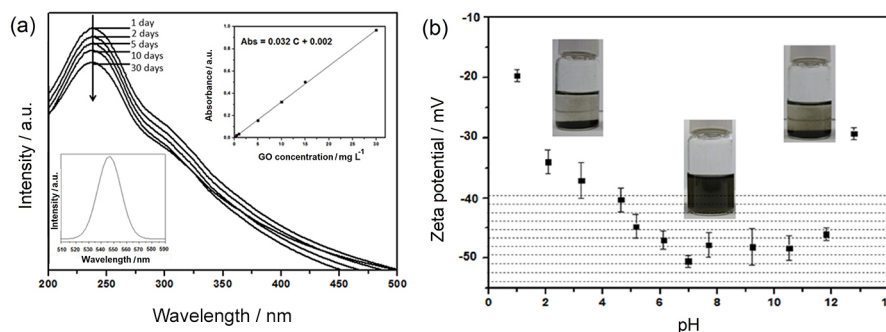 (a)
1 day
2 days
5 days
10 days
30 days
Intensity / a.u.
Wavelength / nm
200 250 300 350 400 450 500
Abs = 0.032 C + 0.002
Absorbance / a.u.
1.0
0.8
0.6
0.4
0.2
0.0
0 5 10 15 20 25 30
GO concentration / mg L-1
Intensity / a.u.
510 520 530 540 550 560 570 580 590
Wavelength / nm
(b)
Zeta potential / mV
-10
-20
-30
-40
-50
0 2 4 6 8 10 12 14
pH